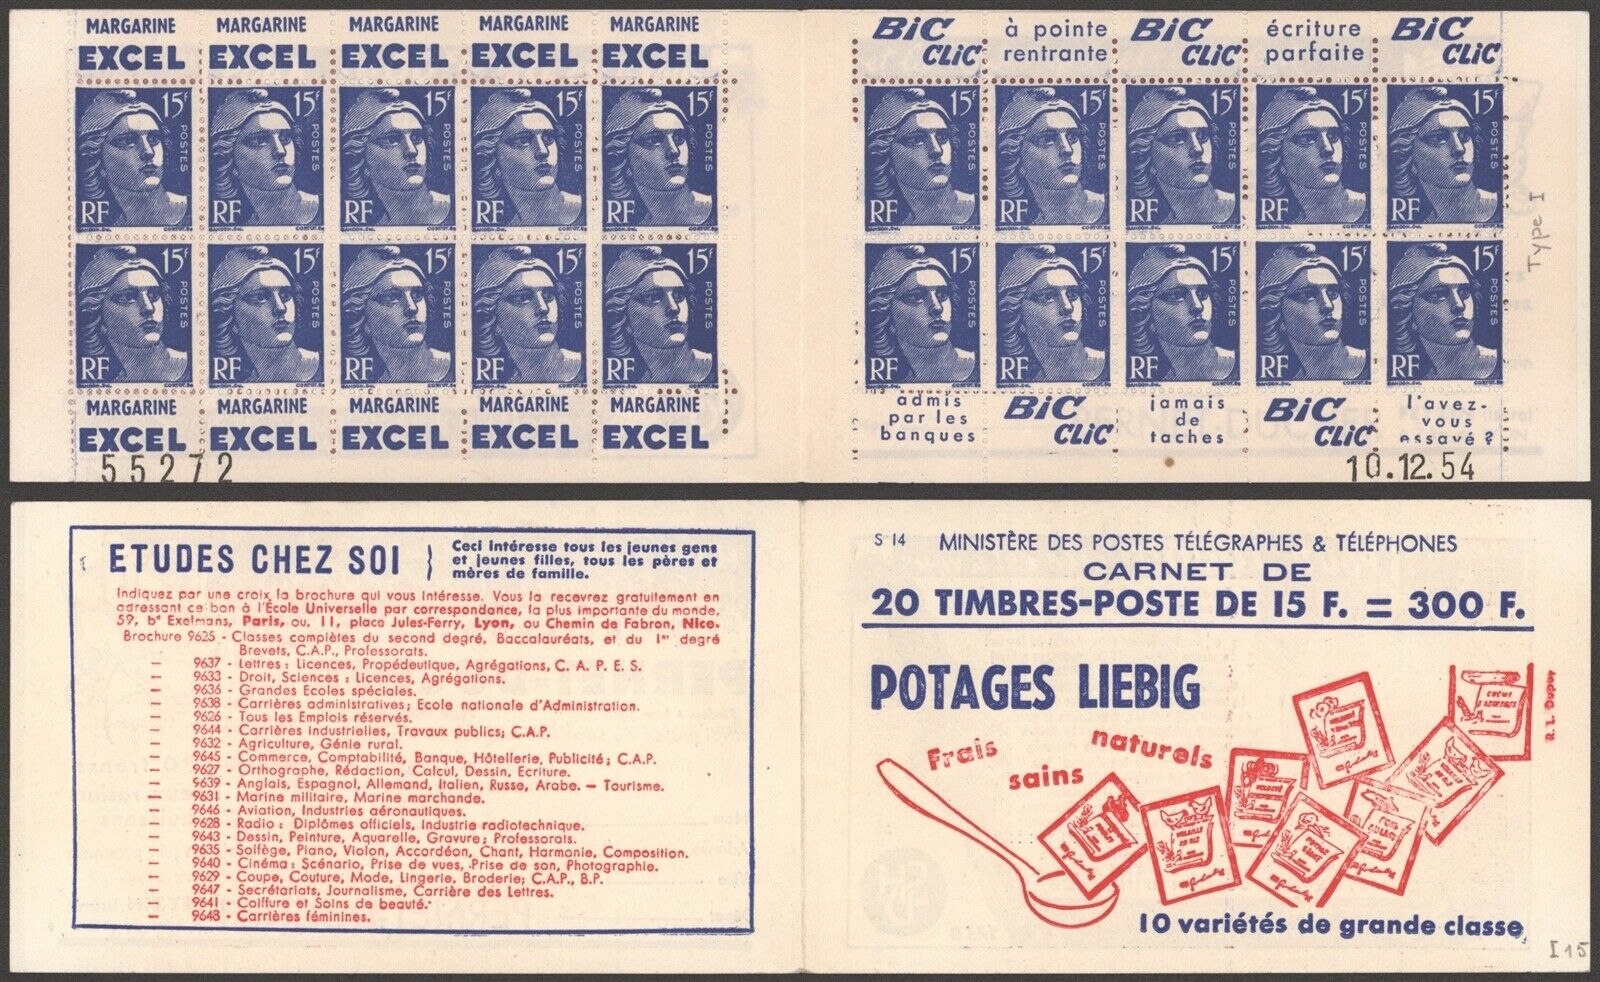 MARGARINE MARGARINE MARGARINE MARGARINE MARGARINE
EXCEL EXCEL EXCEL EXCEL EXCEL
15F 15F 15F 15F 15F
POSTES POSTES POSTES POSTES POSTES
RF RF RF RF RF
15F 15F 15F 15F 15F
POSTES POSTES POSTES POSTES POSTES
RF RF RF RF RF
MARGARINE MARGARINE MARGARINE MARGARINE MARGARINE
EXCEL EXCEL EXCEL EXCEL EXCEL
55272
BiC CLiC
à pointe
rentrante
BiC CLiC
écriture
parfaite
BiC CLiC
15F 15F 15F 15F 15F
POSTES POSTES POSTES POSTES POSTES
RF RF RF RF RF
15F 15F 15F 15F 15F
POSTES POSTES POSTES POSTES POSTES
RF RF RF RF RF
Type I
admis
par les
banques
BiC CLiC
jamais
de
taches
BiC CLiC
l'avez-
vous
essayé ?
10.12.54
ETUDES CHEZ SOI
Ceci intéresse tous les jeunes gens
et jeunes filles, tous les pères et
mères de famille.
Indiquez par une croix la brochure qui vous intéresse. Vous la recevrez gratuitement en
adressant ce bon à l'École Universelle par correspondance, la plus importante du monde,
59, bd Exelmans, Paris, ou, 11, place Jules-Ferry, Lyon, ou Chemin de Fabron, Nice.
Brochure 9625 - Classes complètes du second degré, Baccalauréats, et du 1er degré
Brevets, C.A.P., Professorats.
— 9637 - Lettres : Licences, Propédeutique, Agrégations, C. A. P. E. S.
— 9633 - Droit, Sciences : Licences, Agrégations.
— 9636 - Grandes Ecoles spéciales.
— 9638 - Carrières administratives; Ecole nationale d'Administration.
— 9626 - Tous les Emplois réservés.
— 9644 - Carrières industrielles, Travaux publics; C.A.P.
— 9632 - Agriculture, Génie rural.
— 9645 - Commerce, Comptabilité, Banque, Hôtellerie, Publicité; C.A.P.
— 9627 - Orthographe, Rédaction, Calcul, Dessin, Ecriture.
— 9639 - Anglais, Espagnol, Allemand, Italien, Russe, Arabe. — Tourisme.
— 9631 - Marine militaire, Marine marchande.
— 9646 - Aviation, Industries aéronautiques.
— 9628 - Radio : Diplômes officiels, Industrie radiotechnique.
— 9643 - Dessin, Peinture, Aquarelle, Gravure; Professorats.
— 9635 - Solfège, Piano, Violon, Accordéon, Chant, Harmonie, Composition.
— 9640 - Cinéma : Scénario, Prise de vues, Prise de son, Photographie.
— 9629 - Coupe, Couture, Mode, Lingerie, Broderie; C.A.P., B.P.
— 9647 - Secrétariats, Journalisme, Carrière des Lettres.
— 9641 - Coiffure et Soins de beauté.
— 9648 - Carrières féminines.
S 14 MINISTÈRE DES POSTES TÉLÉGRAPHES & TÉLÉPHONES
CARNET DE
20 TIMBRES-POSTE DE 15 F. = 300 F.
POTAGES LIEBIG
Frais
sains
naturels
R. L. Dupuy
10 variétés de grande classe
I 15